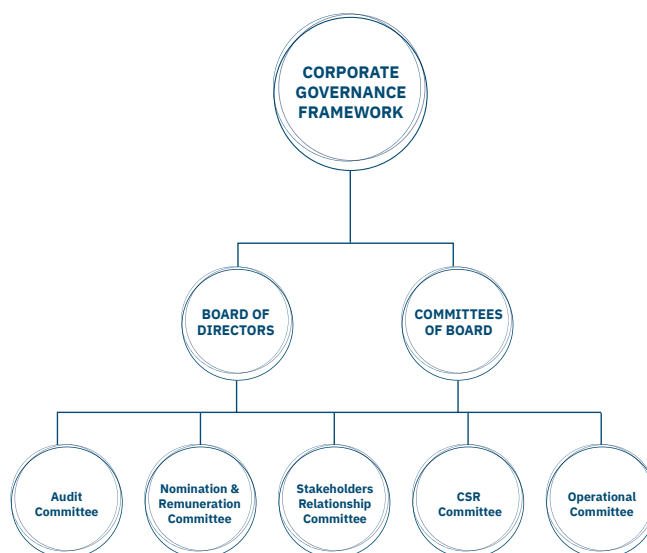 CORPORATE
GOVERNANCE
FRAMEWORK
BOARD OF
DIRECTORS
COMMITTEES
OF BOARD
Audit
Committee
Nomination &
Remuneration
Committee
Stakeholders
Relationship
Committee
CSR
Committee
Operational
Committee